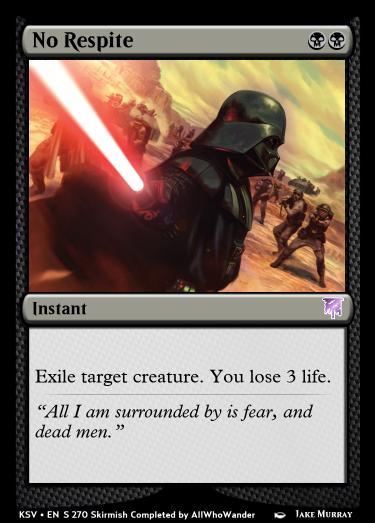 No Respite
Instant
Exile target creature. You lose 3 life.
“All I am surrounded by is fear, and
dead men.”
KSV • EN S 270 Skirmish Completed by AllWhoWander Jake Murray